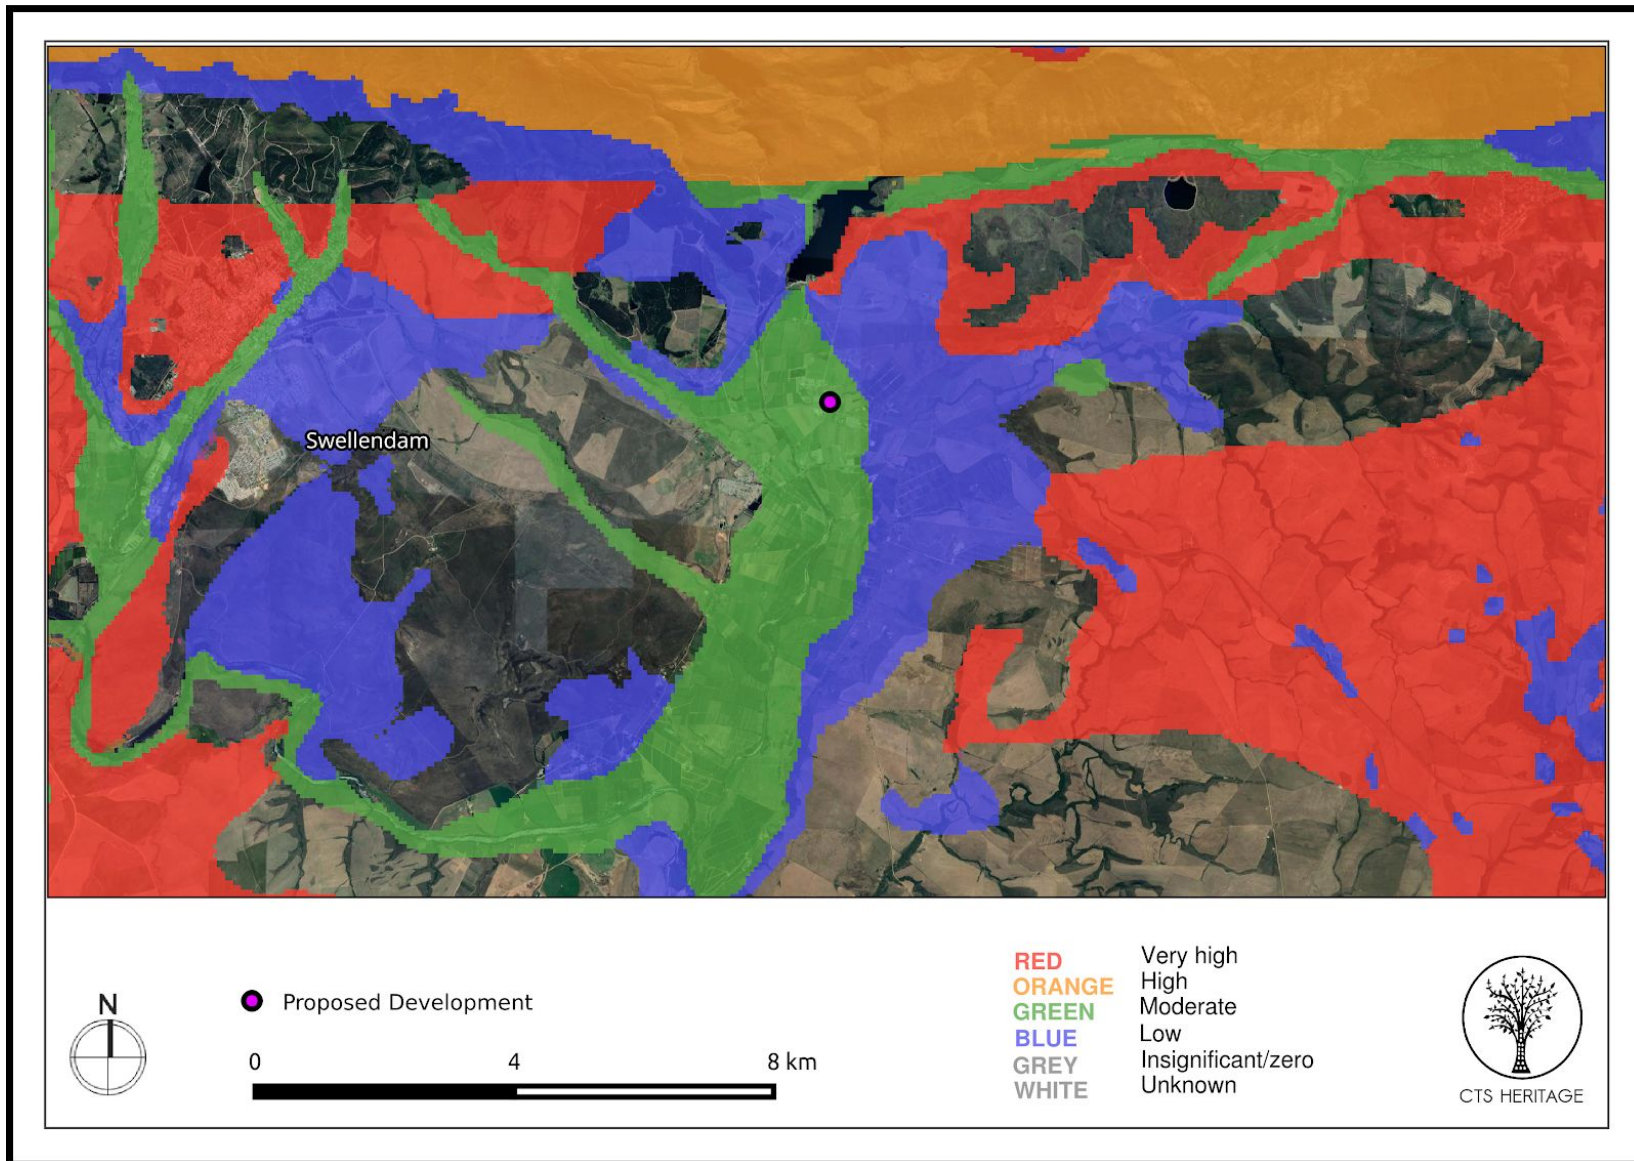 Swellendam
N
Proposed Development
0 4 8 km
RED Very high
ORANGE High
GREEN Moderate
BLUE Low
GREY Insignificant/zero
WHITE Unknown
CTS HERITAGE